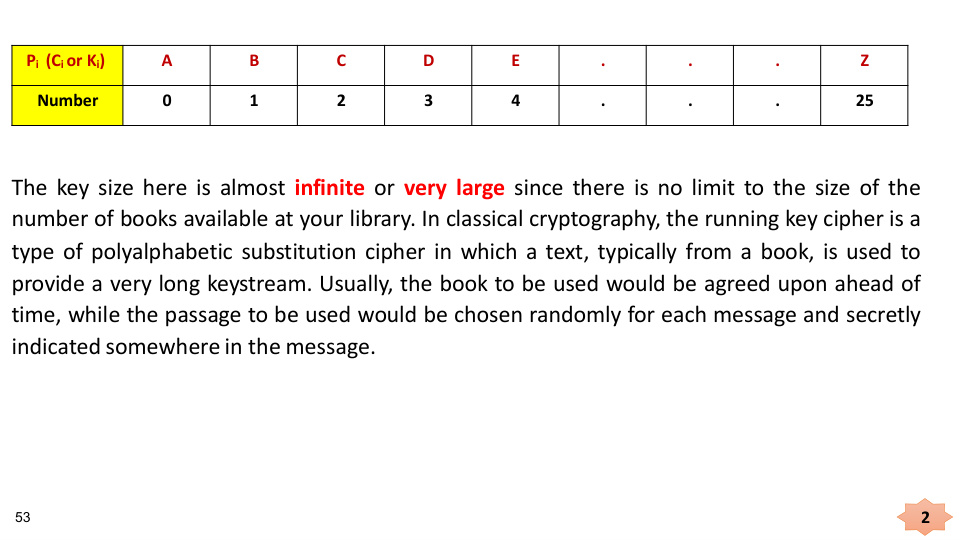 Pᵢ (Cᵢ or Kᵢ) A B C D E . . . Z
Number 0 1 2 3 4 . . . 25
The key size here is almost infinite or very large since there is no limit to the size of the
number of books available at your library. In classical cryptography, the running key cipher is a
type of polyalphabetic substitution cipher in which a text, typically from a book, is used to
provide a very long keystream. Usually, the book to be used would be agreed upon ahead of
time, while the passage to be used would be chosen randomly for each message and secretly
indicated somewhere in the message.
53
2